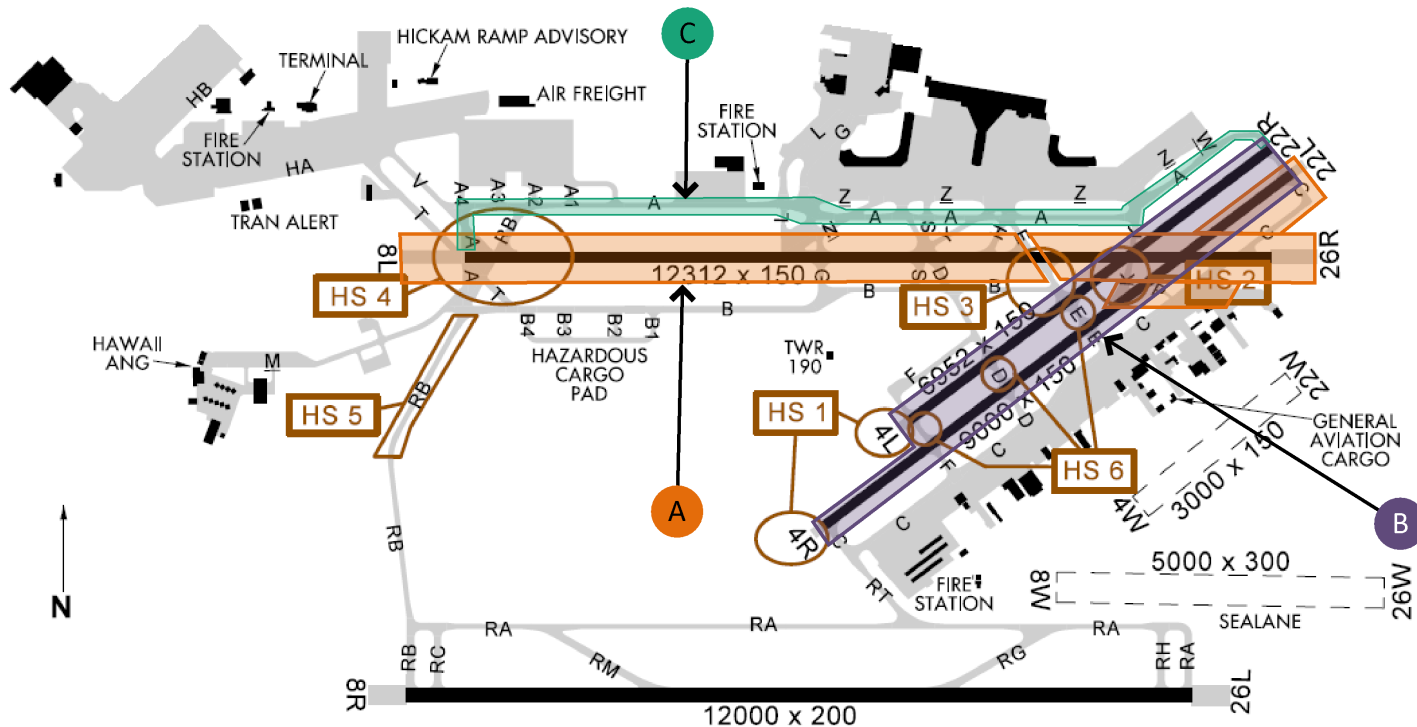 C
HICKAM RAMP ADVISORY
TERMINAL
HB
AIR FREIGHT
FIRE
STATION
FIRE
STATION
L
G
HA
TRAN ALERT
V
T
A4
A3
A2
A1
RB
A
L
Z
Z
Z
Z
W
A
22R
22L
C
A
A
A
Z
S
K
A
8L
12312 x 150
G
S
D
B
26R
C
HS 4
A
T
HS 3
HS 2
B
B
B4
B3
B2
B1
HAZARDOUS
CARGO
PAD
HAWAII
ANG
M
HS 5
RB
TWR
190
F
6952 x 150
9000 x 150
E
E
C
D
D
C
22W
4W
3000 x 150
GENERAL
AVIATION
CARGO
HS 1
4L
F
HS 6
A
B
4R
C
C
RB
N
RT
FIRE
STATION
5000 x 300
8W
26W
SEALANE
RA
RA
RA
RB
RC
RM
RG
RH
RA
8R
26L
12000 x 200